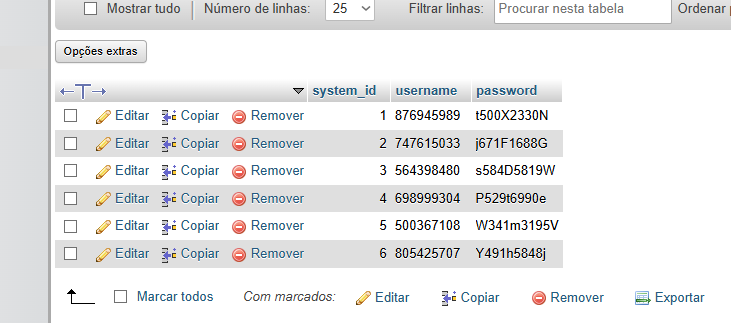 Mostrar tudo Número de linhas: 25 Filtrar linhas: Procurar nesta tabela Ordenar
Opções extras
system_id username password
Editar Copiar Remover 1 876945989 t500X2330N
Editar Copiar Remover 2 747615033 j671F1688G
Editar Copiar Remover 3 564398480 s584D5819W
Editar Copiar Remover 4 698999304 P529t6990e
Editar Copiar Remover 5 500367108 W341m3195V
Editar Copiar Remover 6 805425707 Y491h5848j
Marcar todos Com marcados: Editar Copiar Remover Exportar